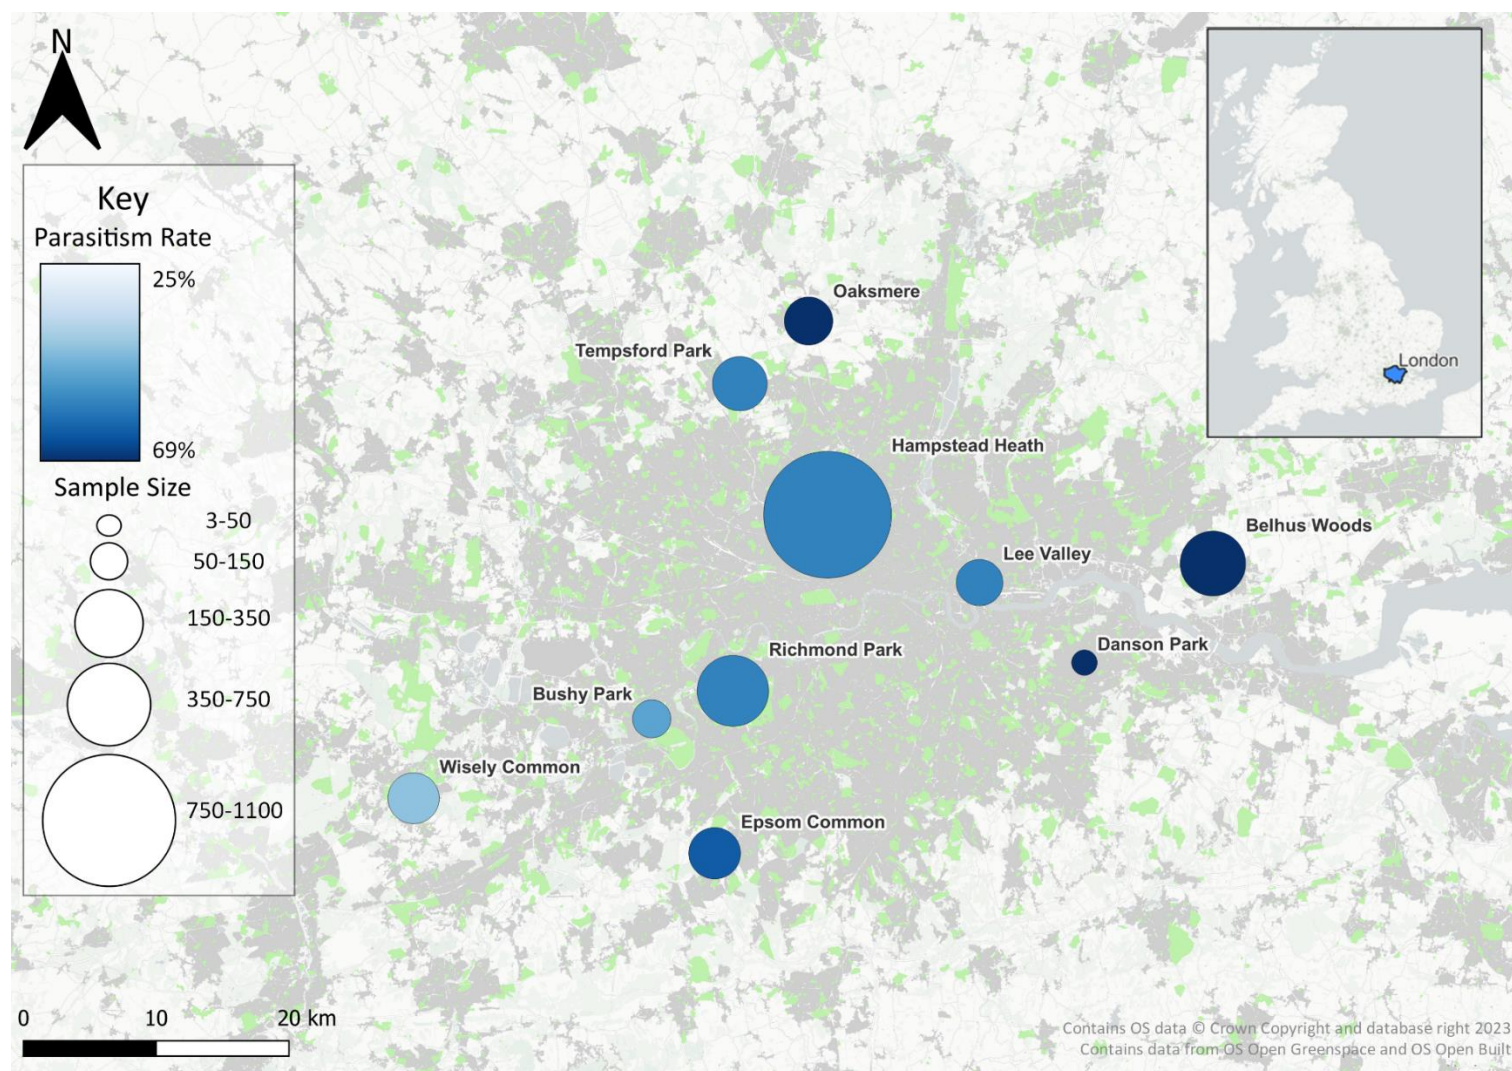 N
Key
Parasitism Rate
25%
69%
Sample Size
3-50
50-150
150-350
350-750
750-1100
Oaksmere
Tempsford Park
Hampstead Heath
Belhus Woods
Lee Valley
Danson Park
Richmond Park
Bushy Park
Wisely Common
Epsom Common
London
0 10 20 km
Contains OS data © Crown Copyright and database right 2023
Contains data from OS Open Greenspace and OS Open Built